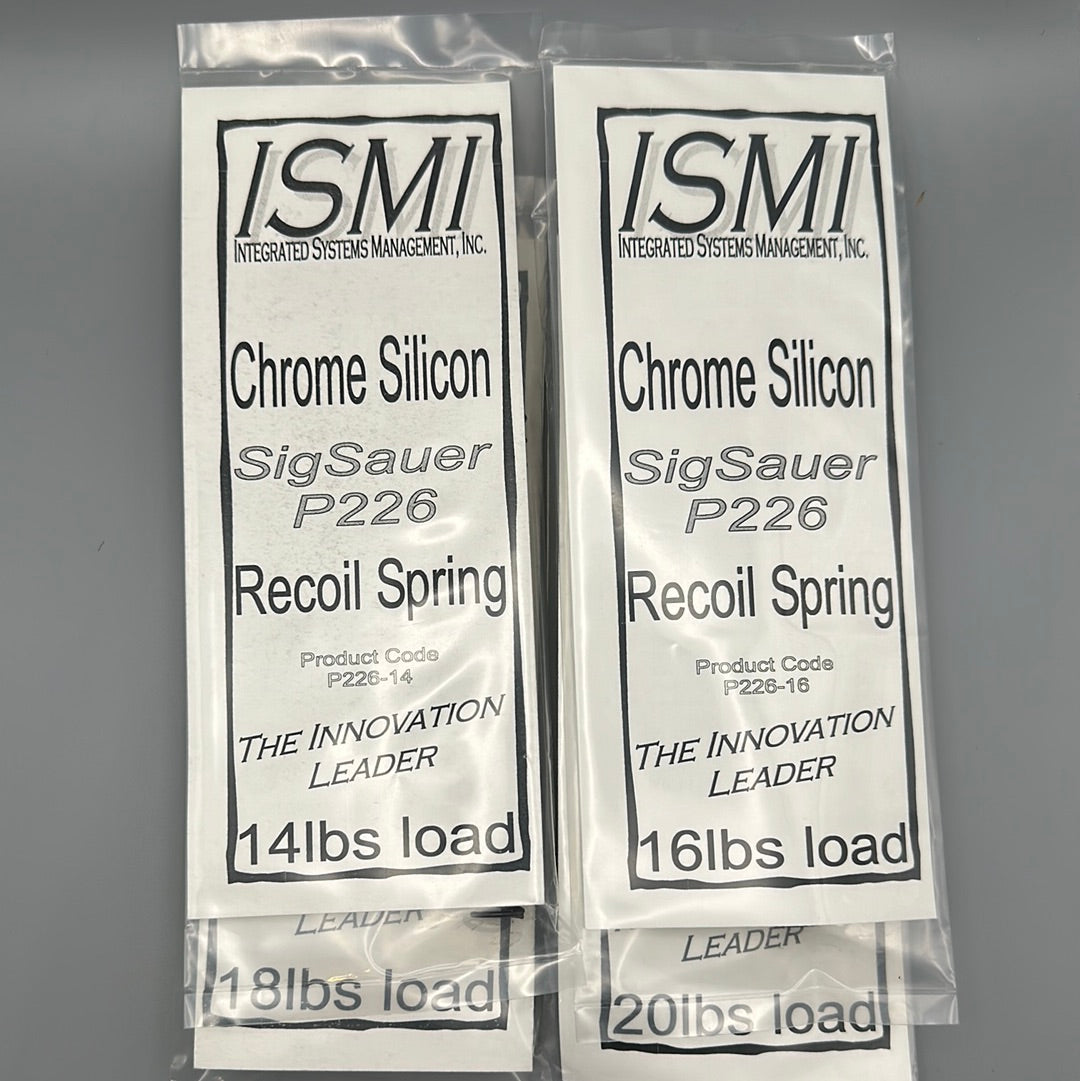 ISMI
INTEGRATED SYSTEMS MANAGEMENT, INC.
Chrome Silicon
SigSauer
P226
Recoil Spring
Product Code
P226-14
THE INNOVATION
LEADER
14lbs load
LEADER
18lbs load
ISMI
INTEGRATED SYSTEMS MANAGEMENT, INC.
Chrome Silicon
SigSauer
P226
Recoil Spring
Product Code
P226-16
THE INNOVATION
LEADER
16lbs load
LEADER
20lbs load